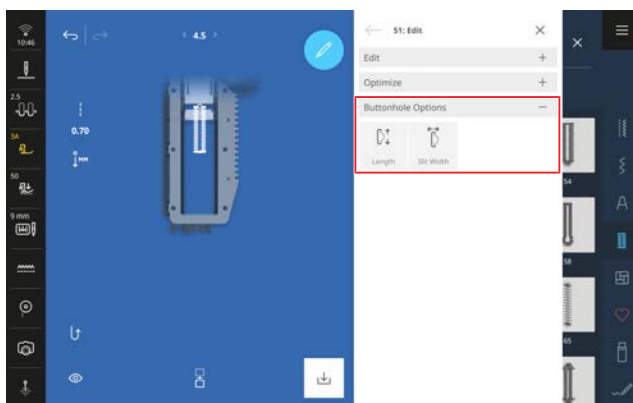 10:46
4.5
51: Edit
Edit
Optimize
Buttonhole Options
Length
Slit Width
2.5
0.70
MM
3A
50
9 mm
54
58
65